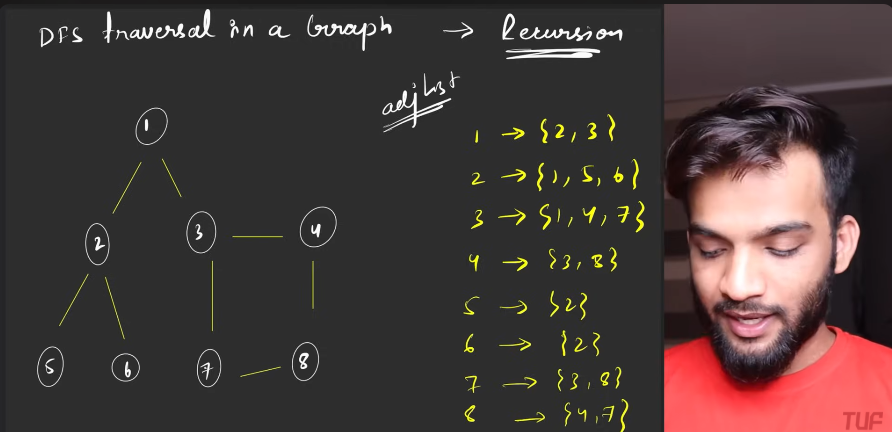 DFS traversal in a Graph → Recursion
adj list
1 → {2, 3}
2 → {1, 5, 6}
3 → {1, 4, 7}
4 → {3, 8}
5 → {2}
6 → {2}
7 → {3, 8}
8 → {4, 7}
1
2
3
4
5
6
7
8
TUF